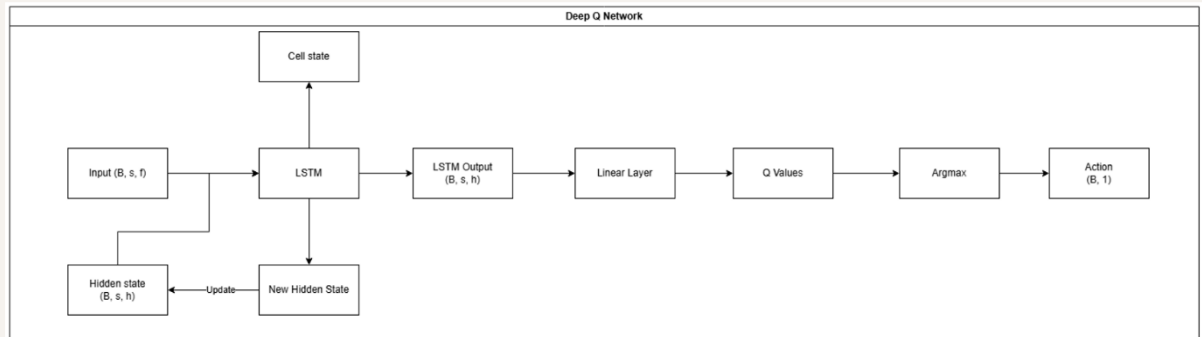 Deep Q Network
Cell state
Input (B, s, f)
LSTM
LSTM Output
(B, s, h)
Linear Layer
Q Values
Argmax
Action
(B, 1)
Hidden state
(B, s, h)
Update
New Hidden State